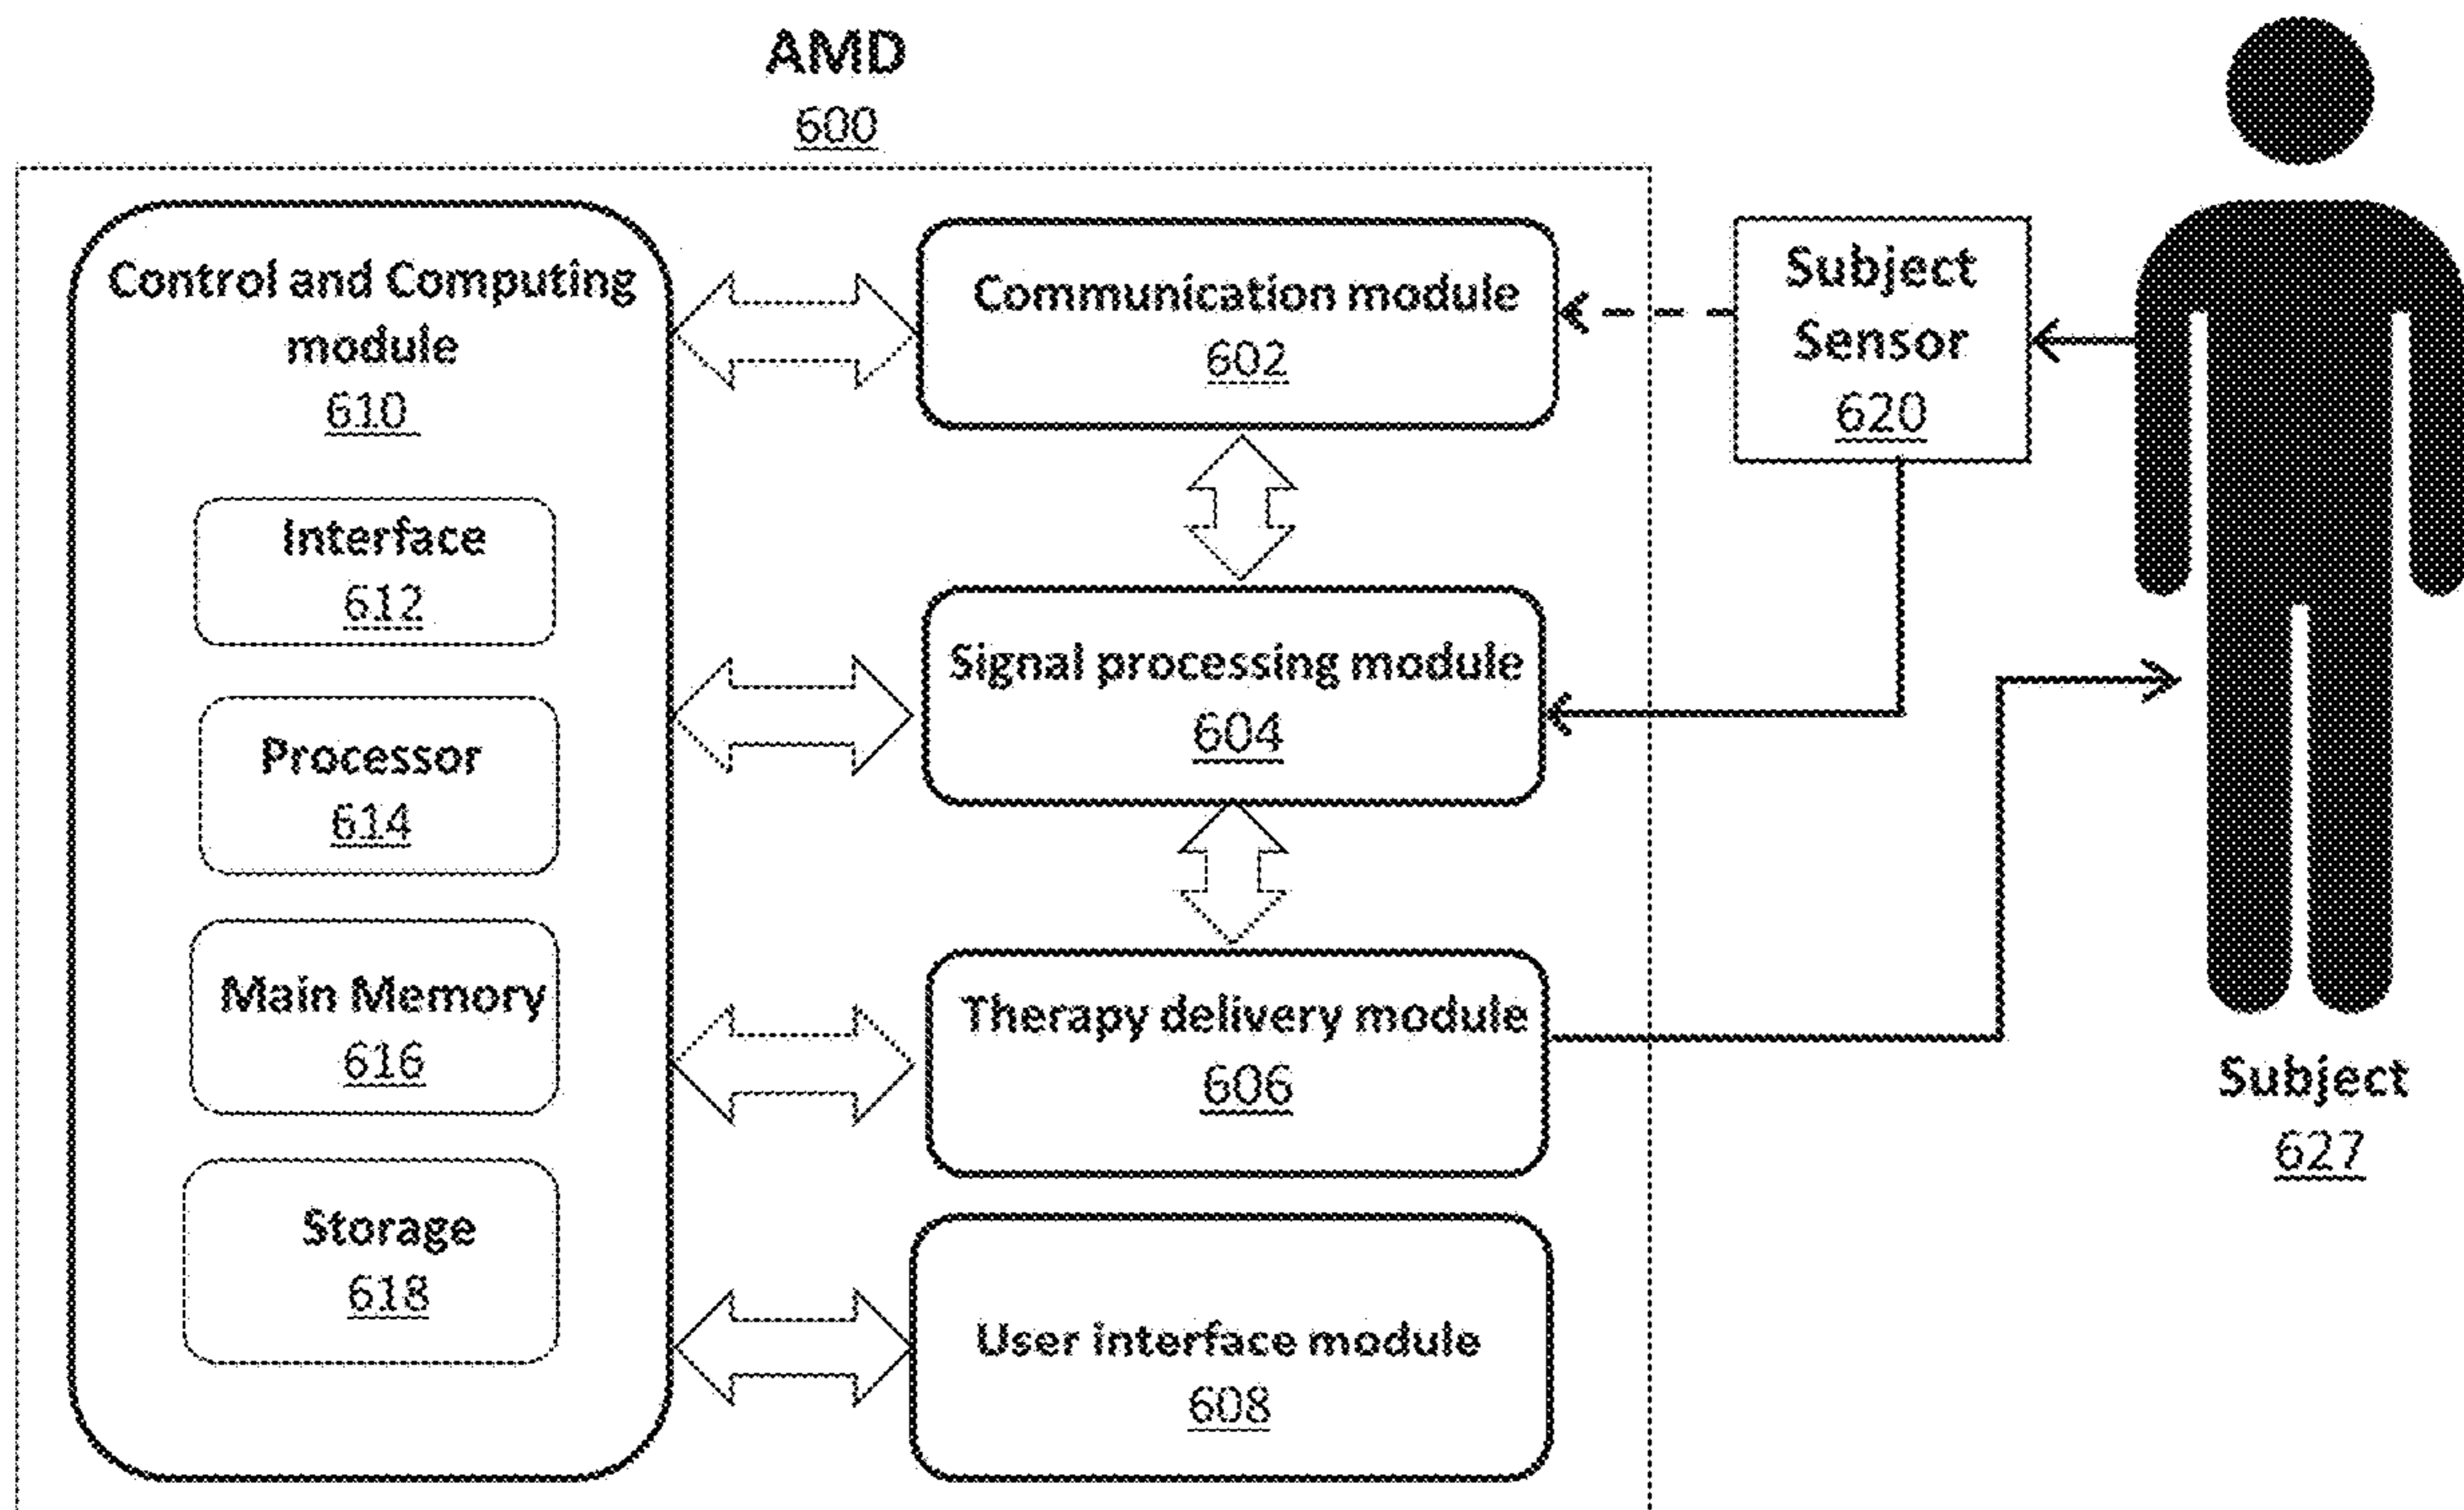 AMD
600
Control and Computing
module
610
Interface
612
Processor
614
Main Memory
616
Storage
618
Communication module
602
Signal processing module
604
Therapy delivery module
606
User interface module
608
Subject
Sensor
620
Subject
627